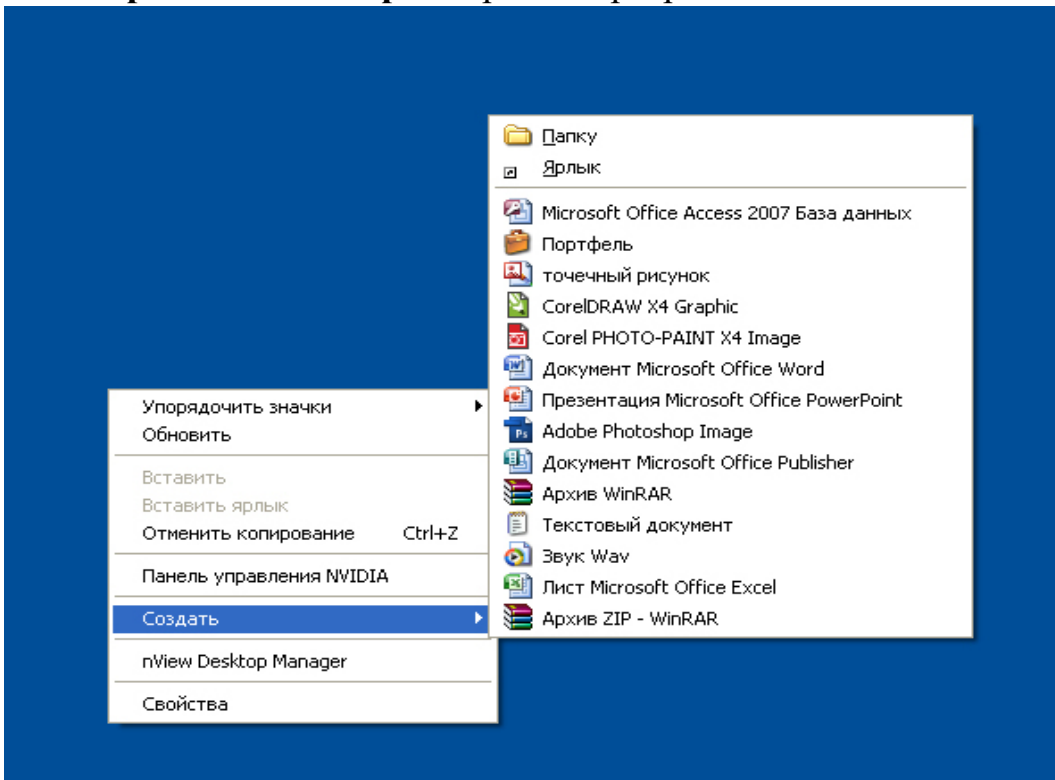 Упорядочить значки
Обновить
Вставить
Вставить ярлык
Отменить копирование Ctrl+Z
Панель управления NVIDIA
Создать
nView Desktop Manager
Свойства
Папку
Ярлык
Microsoft Office Access 2007 База данных
Портфель
точечный рисунок
CorelDRAW X4 Graphic
Corel PHOTO-PAINT X4 Image
Документ Microsoft Office Word
Презентация Microsoft Office PowerPoint
Adobe Photoshop Image
Документ Microsoft Office Publisher
Архив WinRAR
Текстовый документ
Звук Wav
Лист Microsoft Office Excel
Архив ZIP - WinRAR